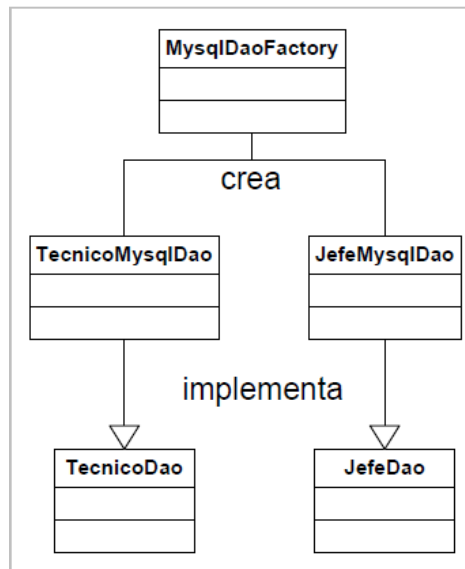 MysqlDaoFactory
crea
TecnicoMysqlDao
JefeMysqlDao
implementa
TecnicoDao
JefeDao